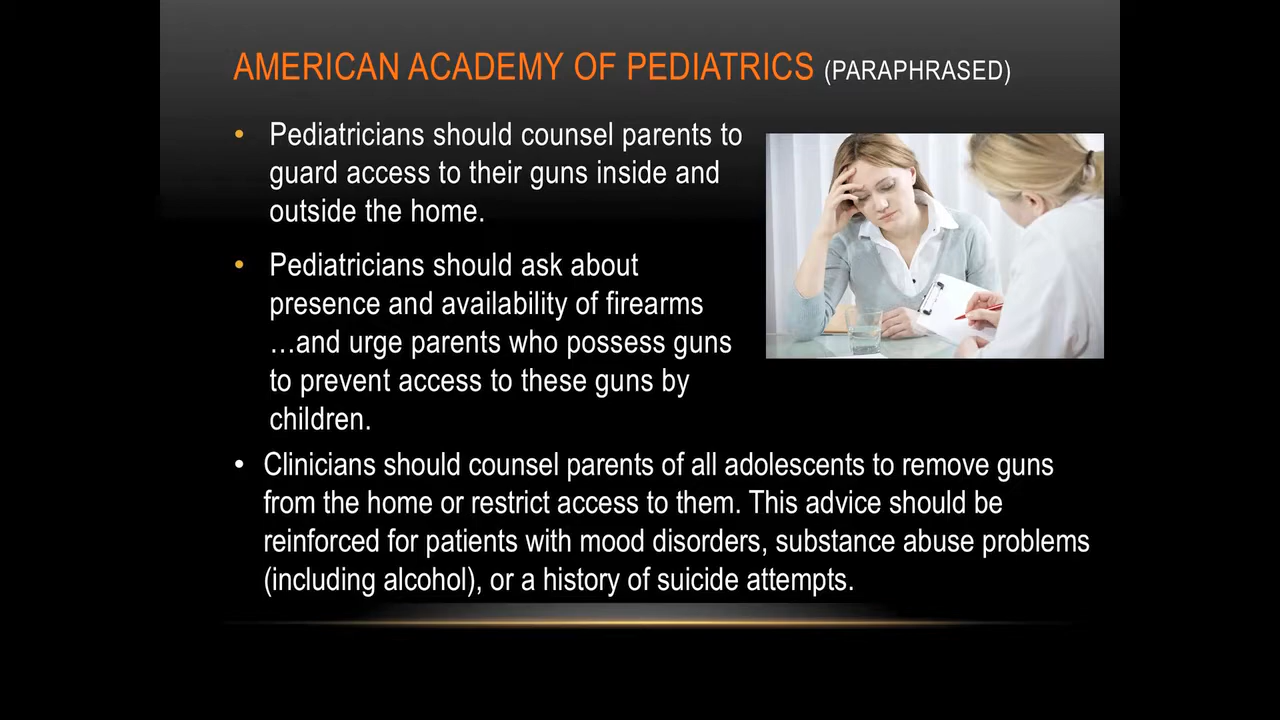 AMERICAN ACADEMY OF PEDIATRICS (PARAPHRASED)
• Pediatricians should counsel parents to
guard access to their guns inside and
outside the home.
• Pediatricians should ask about
presence and availability of firearms
…and urge parents who possess guns
to prevent access to these guns by
children.
• Clinicians should counsel parents of all adolescents to remove guns
from the home or restrict access to them. This advice should be
reinforced for patients with mood disorders, substance abuse problems
(including alcohol), or a history of suicide attempts.